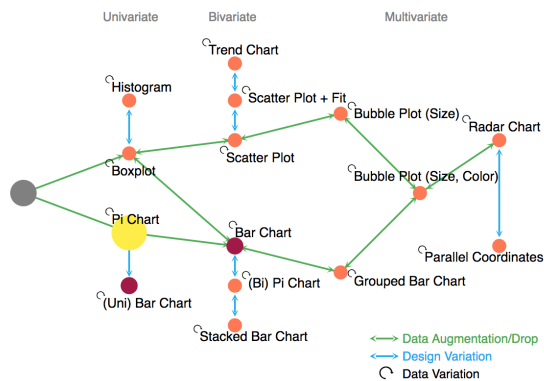 Univariate
Bivariate
Multivariate
Trend Chart
Histogram
Scatter Plot + Fit
Bubble Plot (Size)
Radar Chart
Scatter Plot
Boxplot
Bubble Plot (Size, Color)
Pi Chart
Bar Chart
Parallel Coordinates
(Bi) Pi Chart
Grouped Bar Chart
(Uni) Bar Chart
Stacked Bar Chart
Data Augmentation/Drop
Design Variation
Data Variation